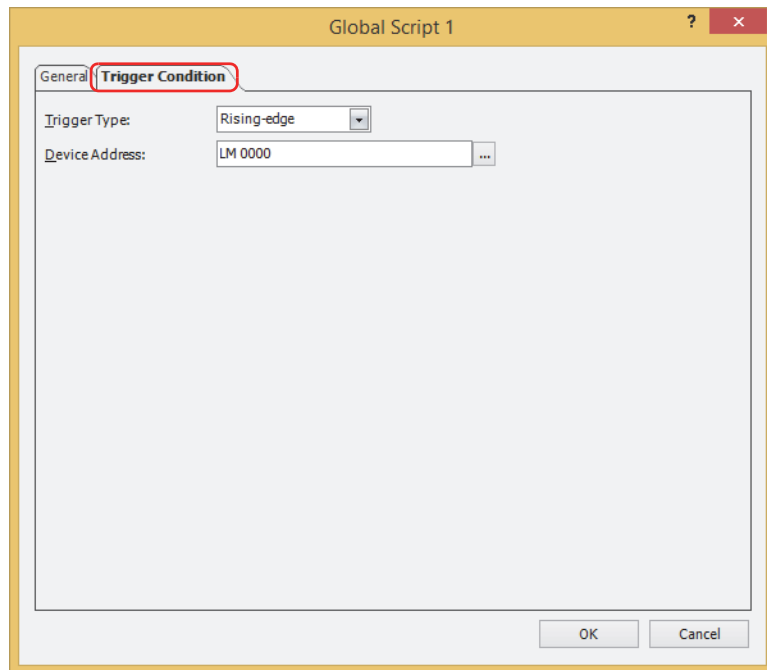 Global Script 1
?
General Trigger Condition
Trigger Type: Rising-edge
Device Address: LM 0000 ...
OK Cancel